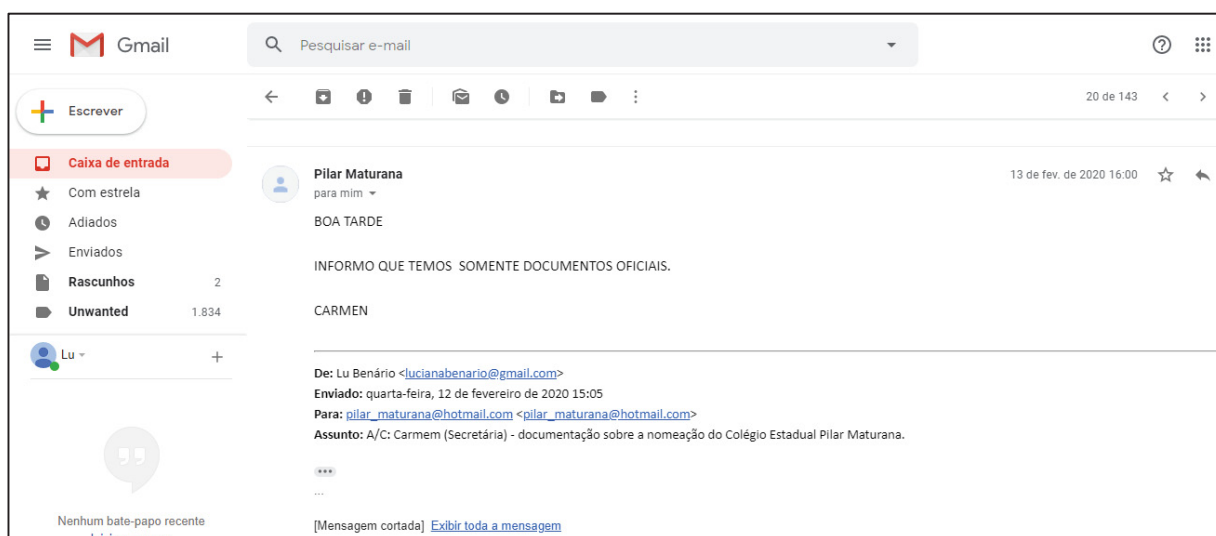 Gmail
Pesquisar e-mail
Escrever
20 de 143
Caixa de entrada
Com estrela
Adiados
Enviados
Rascunhos 2
Unwanted 1.834
Lu
Nenhum bate-papo recente
Pilar Maturana 13 de fev. de 2020 16:00
para mim
BOA TARDE
INFORMO QUE TEMOS SOMENTE DOCUMENTOS OFICIAIS.
CARMEN
De: Lu Benário <lucianabenario@gmail.com>
Enviado: quarta-feira, 12 de fevereiro de 2020 15:05
Para: pilar_maturana@hotmail.com <pilar_maturana@hotmail.com>
Assunto: A/C: Carmem (Secretária) - documentação sobre a nomeação do Colégio Estadual Pilar Maturana.
...
[Mensagem cortada] Exibir toda a mensagem